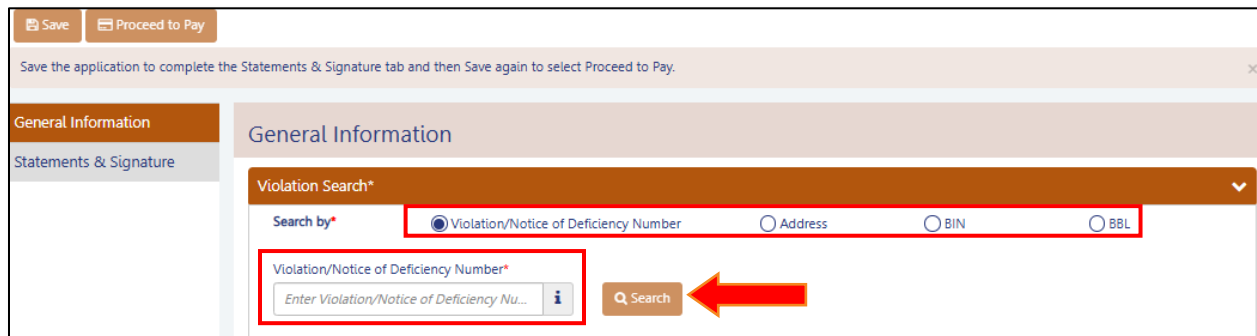 Save Proceed to Pay
Save the application to complete the Statements & Signature tab and then Save again to select Proceed to Pay. ×
General Information
Statements & Signature
General Information
Violation Search*
Search by* Violation/Notice of Deficiency Number Address BIN BBL
Violation/Notice of Deficiency Number*
Enter Violation/Notice of Deficiency Nu... i Search